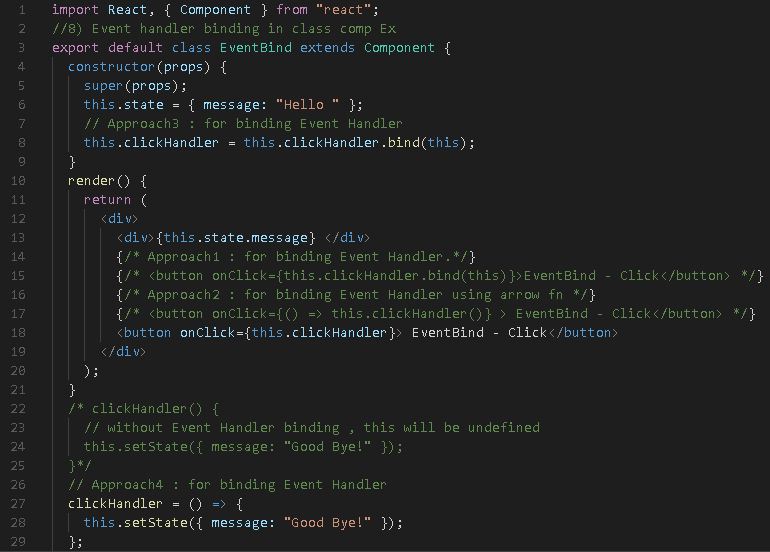 1 import React, { Component } from "react";
2 //8) Event handler binding in class comp Ex
3 export default class EventBind extends Component {
4 constructor(props) {
5 super(props);
6 this.state = { message: "Hello " };
7 // Approach3 : for binding Event Handler
8 this.clickHandler = this.clickHandler.bind(this);
9 }
10 render() {
11 return (
12 <div>
13 <div>{this.state.message} </div>
14 {/* Approach1 : for binding Event Handler.*/}
15 {/* <button onClick={this.clickHandler.bind(this)}>EventBind - Click</button> */}
16 {/* Approach2 : for binding Event Handler using arrow fn */}
17 {/* <button onClick={() => this.clickHandler()} > EventBind - Click</button> */}
18 <button onClick={this.clickHandler}> EventBind - Click</button>
19 </div>
20 );
21 }
22 /* clickHandler() {
23 // without Event Handler binding , this will be undefined
24 this.setState({ message: "Good Bye!" });
25 }*/
26 // Approach4 : for binding Event Handler
27 clickHandler = () => {
28 this.setState({ message: "Good Bye!" });
29 };